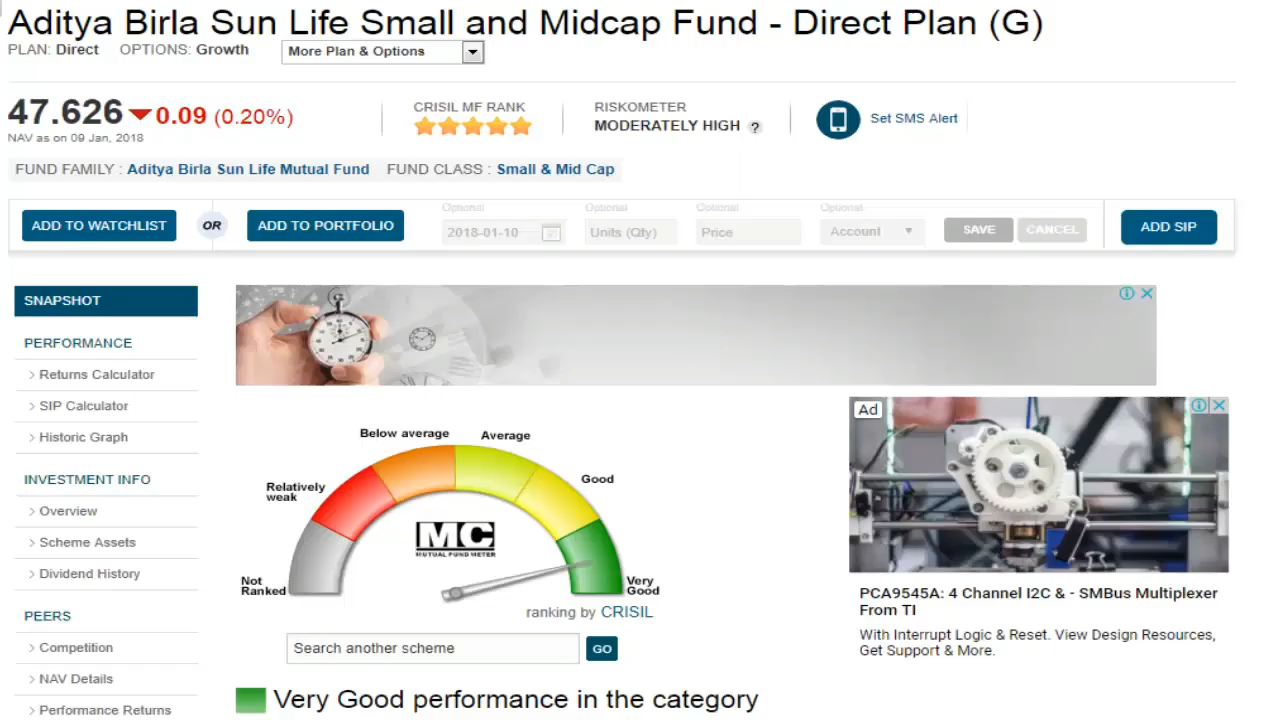 Aditya Birla Sun Life Small and Midcap Fund - Direct Plan (G)
PLAN: Direct OPTIONS: Growth More Plan & Options
47.626 0.09 (0.20%)
NAV as on 09 Jan, 2018
CRISIL MF RANK
RISKOMETER
MODERATELY HIGH ?
Set SMS Alert
FUND FAMILY : Aditya Birla Sun Life Mutual Fund FUND CLASS : Small & Mid Cap
ADD TO WATCHLIST OR ADD TO PORTFOLIO
Optional Optional Optional Optional
2018-01-10 Units (Qty) Price Account SAVE CANCEL ADD SIP
SNAPSHOT
PERFORMANCE
> Returns Calculator
> SIP Calculator
> Historic Graph
INVESTMENT INFO
> Overview
> Scheme Assets
> Dividend History
PEERS
> Competition
> NAV Details
> Performance Returns
Below average
Average
Relatively
weak
Good
MC
MUTUAL FUND METER
Not
Ranked
Very
Good
ranking by CRISIL
Search another scheme GO
Very Good performance in the category
Ad
PCA9545A: 4 Channel I2C & - SMBus Multiplexer
From TI
With Interrupt Logic & Reset. View Design Resources,
Get Support & More.